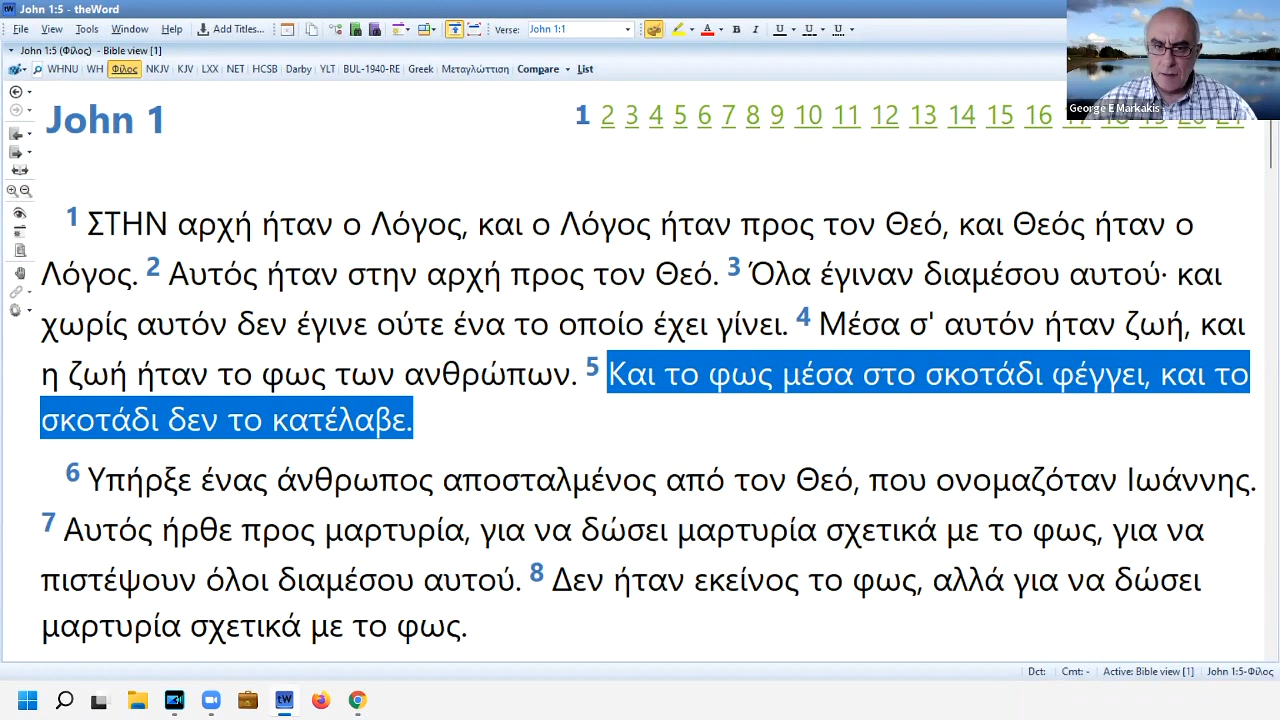 John 1:5 - theWord
File View Tools Window Help Add Titles... Verse: John 1:1 B I U U U
John 1:5 (Φίλος) - Bible view [1]
WHNU WH Φίλος NKJV KJV LXX NET HCSB Darby YLT BUL-1940-RE Greek Μεταγλωττιση Compare List
George E Markakis
John 1
1 2 3 4 5 6 7 8 9 10 11 12 13 14 15 16 17 18 19 20 21
1 ΣΤΗΝ αρχή ήταν ο Λόγος, και ο Λόγος ήταν προς τον Θεό, και Θεός ήταν ο
Λόγος. 2 Αυτός ήταν στην αρχή προς τον Θεό. 3 Όλα έγιναν διαμέσου αυτού· και
χωρίς αυτόν δεν έγινε ούτε ένα το οποίο έχει γίνει. 4 Μέσα σ' αυτόν ήταν ζωή, και
η ζωή ήταν το φως των ανθρώπων. 5 Και το φως μέσα στο σκοτάδι φέγγει, και το
σκοτάδι δεν το κατέλαβε.
6 Υπήρξε ένας άνθρωπος αποσταλμένος από τον Θεό, που ονομαζόταν Ιωάννης.
7 Αυτός ήρθε προς μαρτυρία, για να δώσει μαρτυρία σχετικά με το φως, για να
πιστέψουν όλοι διαμέσου αυτού. 8 Δεν ήταν εκείνος το φως, αλλά για να δώσει
μαρτυρία σχετικά με το φως.
Dct: Cmt: - Active: Bible view [1] John 1:5-Φίλος
tW